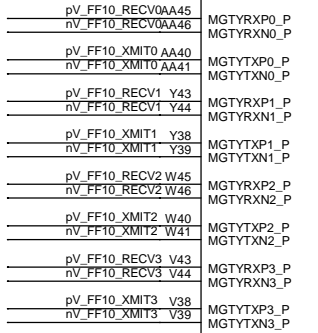 pV_FF10_RECV0 AA45 MGTYRXP0_P
nV_FF10_RECV0 AA46 MGTYRXN0_P
pV_FF10_XMIT0 AA40 MGTYTXP0_P
nV_FF10_XMIT0 AA41 MGTYTXN0_P
pV_FF10_RECV1 Y43 MGTYRXP1_P
nV_FF10_RECV1 Y44 MGTYRXN1_P
pV_FF10_XMIT1 Y38 MGTYTXP1_P
nV_FF10_XMIT1 Y39 MGTYTXN1_P
pV_FF10_RECV2 W45 MGTYRXP2_P
nV_FF10_RECV2 W46 MGTYRXN2_P
pV_FF10_XMIT2 W40 MGTYTXP2_P
nV_FF10_XMIT2 W41 MGTYTXN2_P
pV_FF10_RECV3 V43 MGTYRXP3_P
nV_FF10_RECV3 V44 MGTYRXN3_P
pV_FF10_XMIT3 V38 MGTYTXP3_P
nV_FF10_XMIT3 V39 MGTYTXN3_P